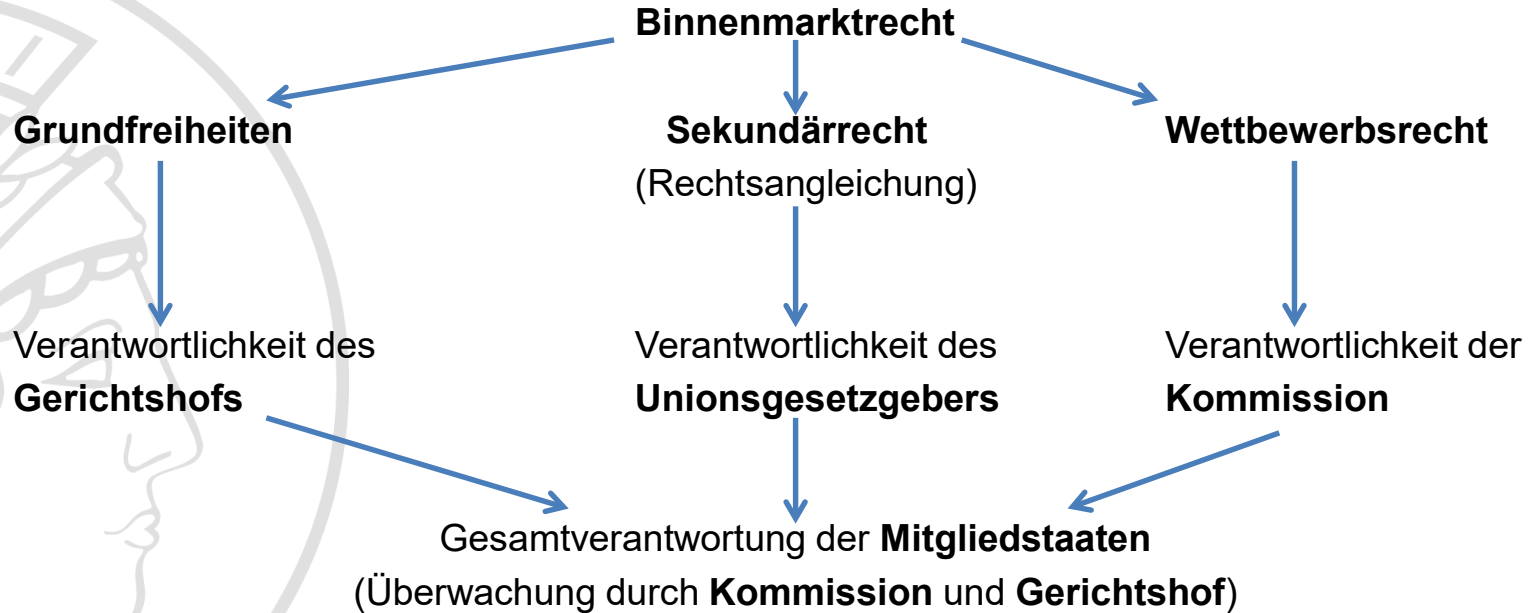 Binnenmarktrecht
Grundfreiheiten
Sekundärrecht
(Rechtsangleichung)
Wettbewerbsrecht
Verantwortlichkeit des
Gerichtshofs
Verantwortlichkeit des
Unionsgesetzgebers
Verantwortlichkeit der
Kommission
Gesamtverantwortung der Mitgliedstaaten
(Überwachung durch Kommission und Gerichtshof)